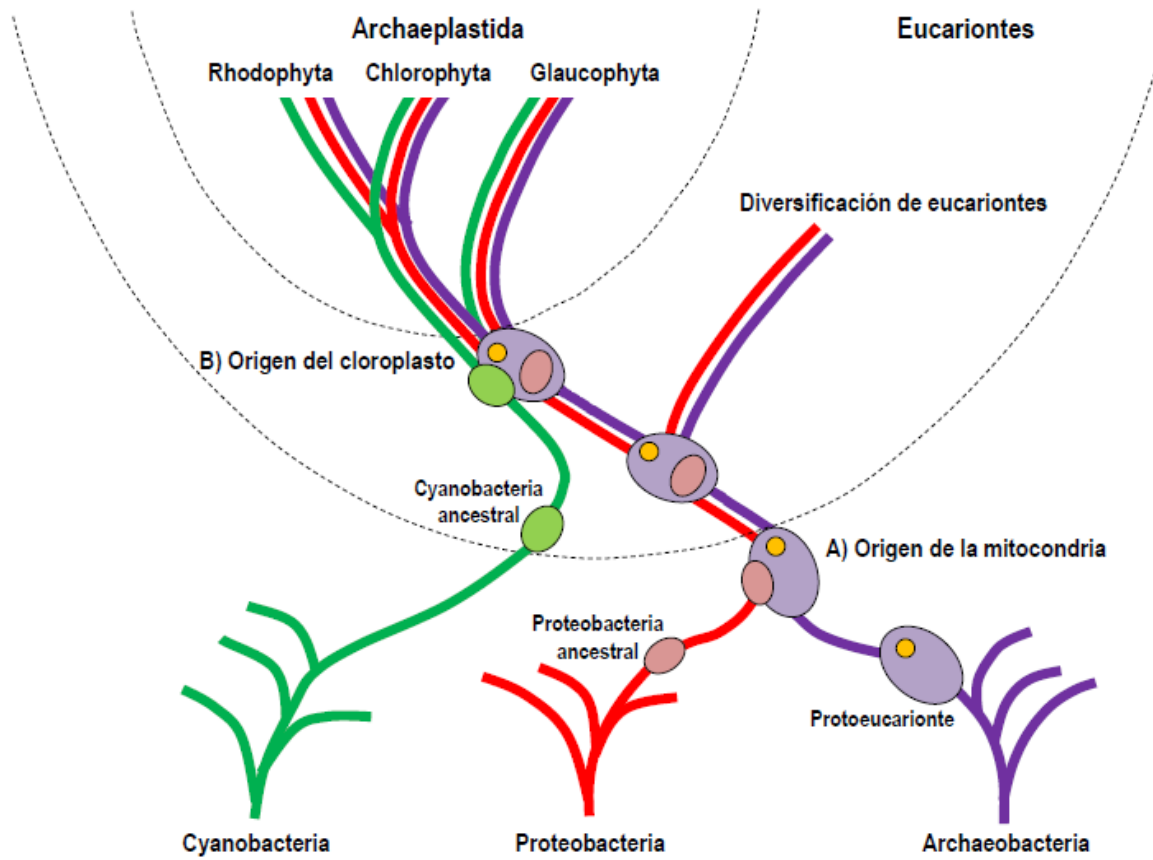 Archaeplastida
Eucariontes
Rhodophyta
Chlorophyta
Glaucophyta
Diversificación de eucariontes
B) Origen del cloroplasto
Cyanobacteria
ancestral
A) Origen de la mitocondria
Proteobacteria
ancestral
Protoeucarionte
Cyanobacteria
Proteobacteria
Archaeobacteria